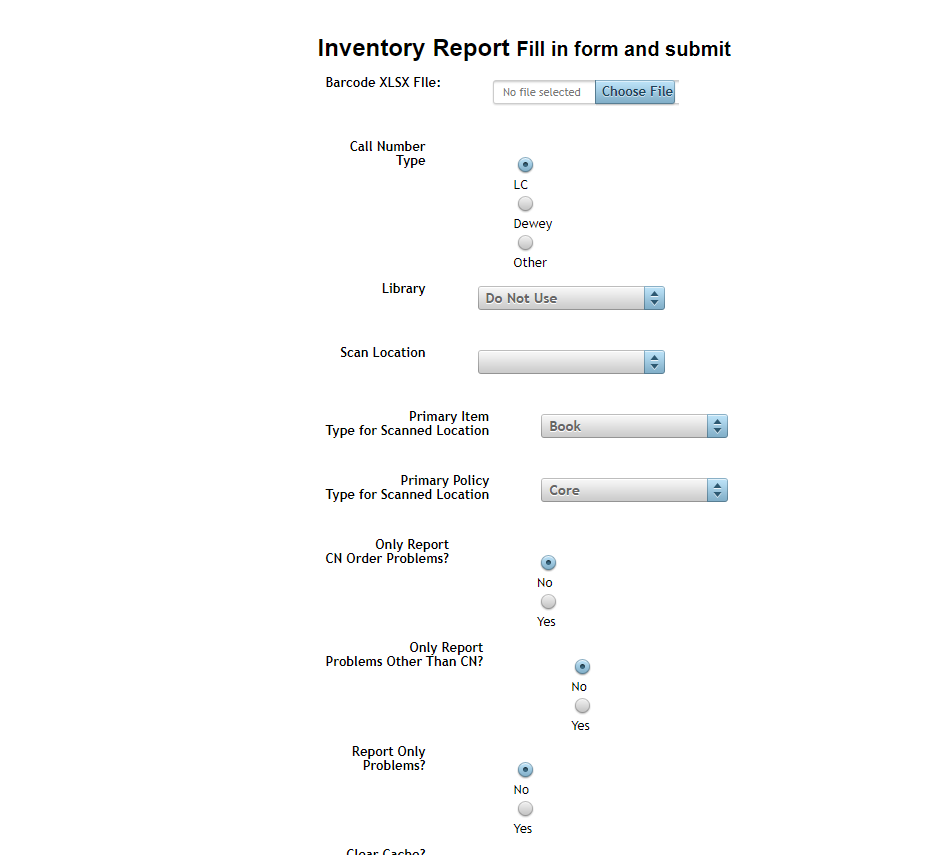 Inventory Report Fill in form and submit
Barcode XLSX FIle:
No file selected
Choose File
Call Number
Type
LC
Dewey
Other
Library
Do Not Use
Scan Location
Primary Item
Type for Scanned Location
Book
Primary Policy
Type for Scanned Location
Core
Only Report
CN Order Problems?
No
Yes
Only Report
Problems Other Than CN?
No
Yes
Report Only
Problems?
No
Yes
Clear Cache?